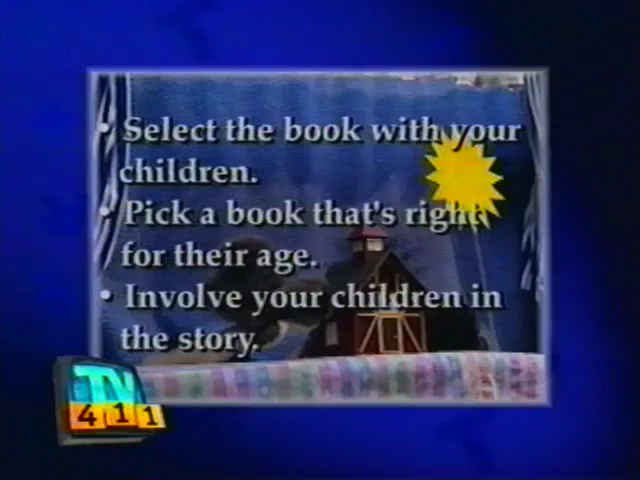 • Select the book with your
children.
• Pick a book that's right
for their age.
• Involve your children in
the story.
TV
411